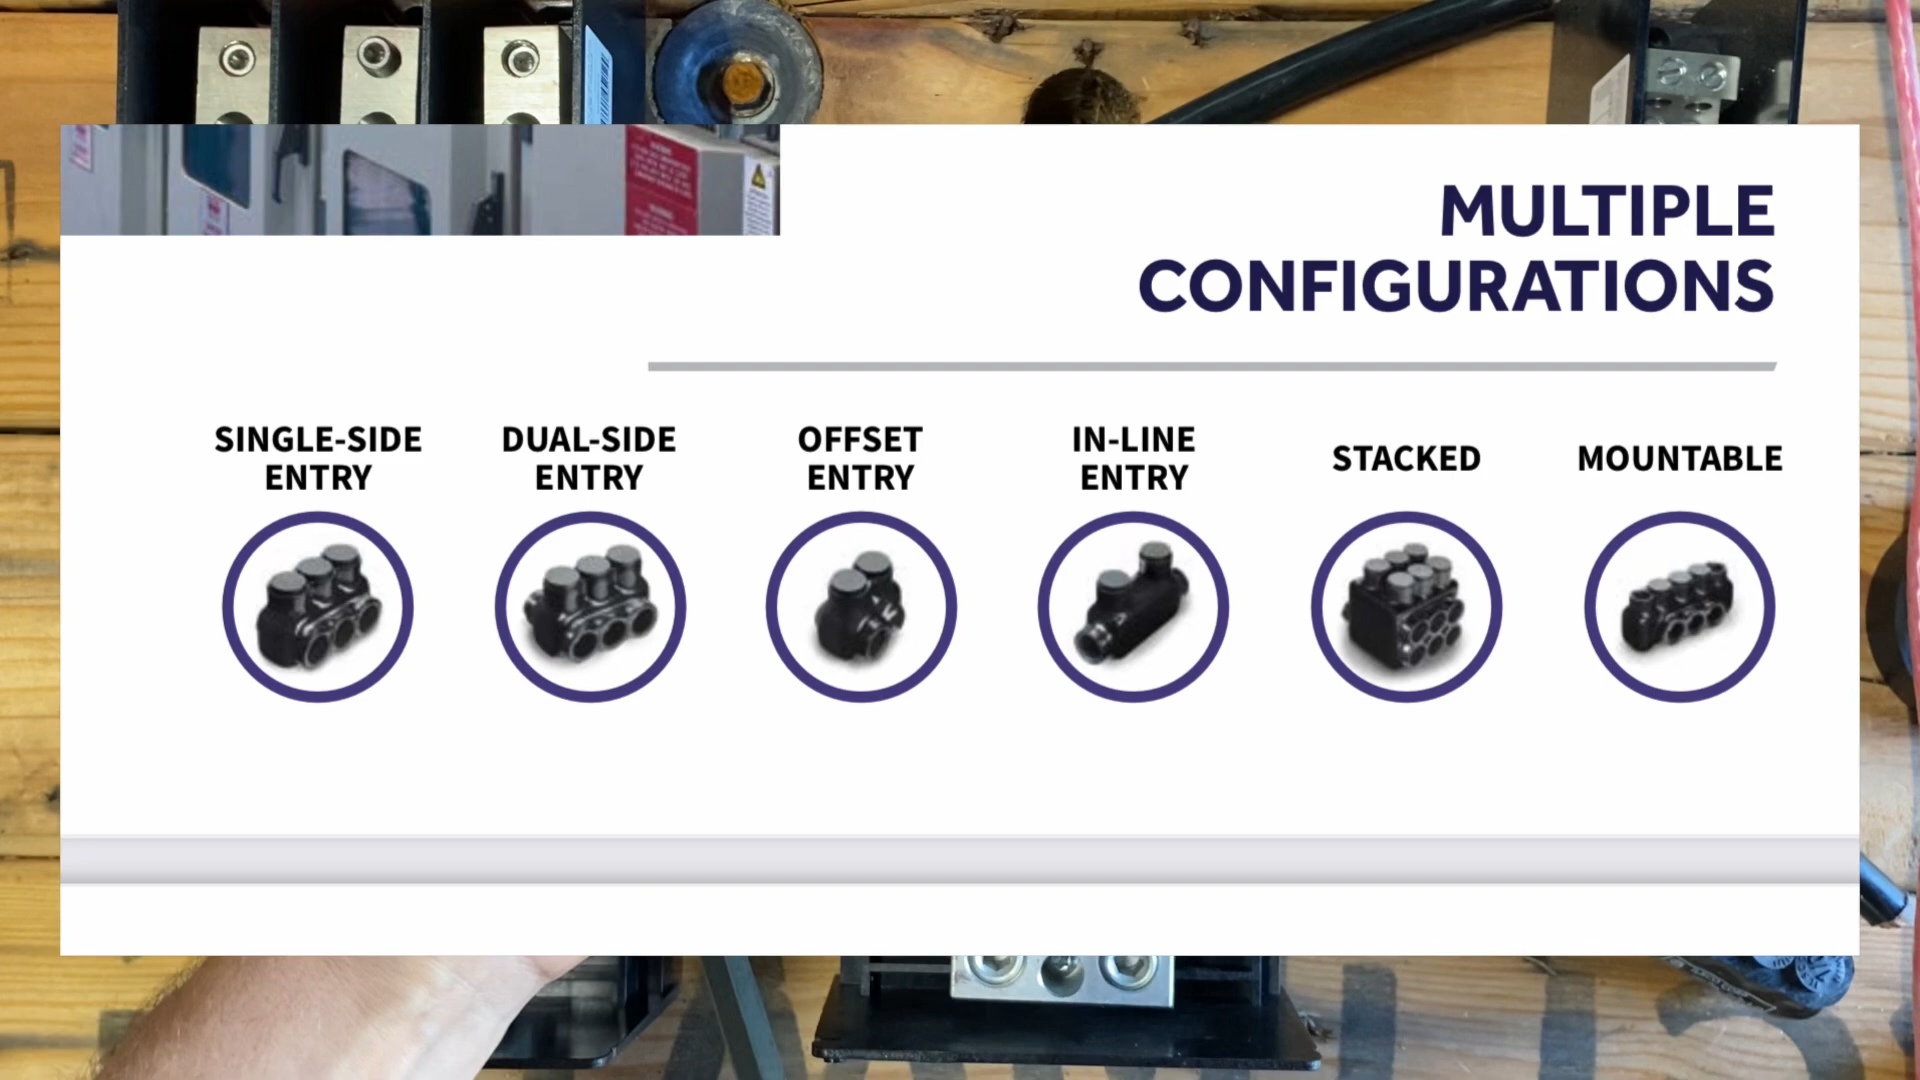 MULTIPLE
CONFIGURATIONS
SINGLE-SIDE
ENTRY
DUAL-SIDE
ENTRY
OFFSET
ENTRY
IN-LINE
ENTRY
STACKED
MOUNTABLE